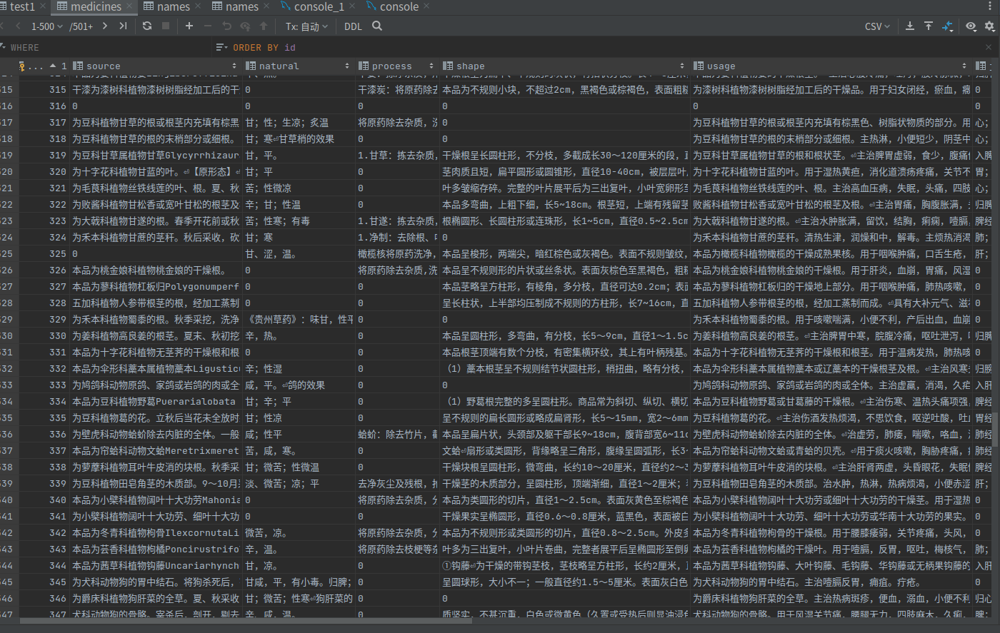 test1 medicines names names console_1 console
1-500 /501+ Tx: 自动 DDL CSV
WHERE ORDER BY id
... 1 source natural process shape usage
315 315 干漆为漆树科植物漆树树脂经加工后的干 0 干漆炭：将原药除去 本品为不规则小块，不超过2cm，黑褐色或棕褐色，表面粗糙 为漆树科植物漆树树脂经加工后的干燥品。用于妇女闭经，瘀血，瘕 0
316 316 0 0 0 0 0 0
317 317 为豆科植物甘草的根或根茎内充填有棕黑 甘；性；生凉；炙温 将原药除去杂质，洗 0 为豆科植物甘草的根或根茎内充填有棕黑色、树脂状物质的部分。用 心；
318 318 为豆科植物甘草的根的末梢部分或细根。 甘；寒⏎甘草梢的效果 0 0 为豆科植物甘草的根的末梢部分或细根。主热淋，小便短少，阴茎中 0
319 319 为豆科甘草属植物甘草Glycyrrhizaur 甘，平。 1.甘草：拣去杂质， 干燥根呈长圆柱形，不分枝，多截成长30～120厘米的段，直 为豆科甘草属植物甘草的根和根状茎。⏎主治脾胃虚弱，食少，腹痛便 入脾
320 320 为十字花科植物甘蓝的叶。⏎【原形态】⏎ 甘；平 0 茎肉质且短，扁平圆形或圆锥形，直径10-40cm，被层层叶片 为十字花科植物甘蓝的叶。用于湿热黄疸，消化道溃疡疼痛，关节不 胃；
321 321 为毛茛科植物丝铁线莲的叶、根。夏、秋 苦；性微凉 0 叶多皱缩存碎。完整的叶片展平后为三出复叶，小叶宽卵形至 为毛茛科植物丝铁线莲的叶、根。主治高血压病，失眠，头痛，四肢 心；
322 322 为败酱科植物甘松香或宽叶甘松的根茎及 辛；甘；性温 0 本品多弯曲，上粗下细，长5~18cm。根茎短，上端有残留茎 败酱科植物甘松香或宽叶甘松的根茎及根。⏎主治胃痛，胸腹胀满，头 归脾
323 323 为大戟科植物甘遂的根。春季开花前或秋 苦；性寒；有毒 1.甘遂：拣去杂质， 根椭圆形、长圆柱形或连珠形，长1~5cm，直径0.5~2.5cm 为大戟科植物甘遂的根。⏎主治水肿胀满，留饮，结胸，痢痫，噎膈， 脾经
324 324 为禾本科植物甘蔗的茎秆。秋后采收，砍 甘；寒 1.净制：去除根、 0 为禾本科植物甘蔗的茎秆。清热生津，润燥和中，解毒。主烦热消渴 肺；
325 325 0 甘、涩，温。 橄榄核将原药洗净， 本品呈梭形，两端尖，暗红棕色或灰褐色。表面不规则皱纹， 本品为橄榄科植物橄榄的干燥成熟果核。用于咽喉肿痛，口舌生疮， 肝；
326 326 本品为桃金娘科植物桃金娘的干燥根。 0 将原药除去杂质,洗 本品呈不规则形的片状或丝条状。表面灰棕色至黑褐色，粗糙 本品为桃金娘科植物桃金娘的干燥根。用于肝炎，血崩，胃痛，风湿 0
327 327 本品为蓼科植物杠板归Polygonumperf 0 0 本品茎略呈方柱形，有棱角，多分枝，直径可达0.2cm；表面 本品为蓼科植物杠板归的干燥地上部分。用于咽喉肿痛，肺热咳嗽， 0
328 328 五加科植物人参带根茎的根，经加工蒸制 0 0 呈长柱状，上半部均压制成不规则的方柱形，长7~16cm，直 五加科植物人参带根茎的根，经加工蒸制而成。⏎具有大补元气、滋补 0
329 329 为禾本科植物蜀黍的根。秋季采挖，洗净 《贵州草药》：味甘，性平 0 0 为禾本科植物蜀黍的根。用于咳嗽喘满，小便不利，产后出血，血崩 0
330 330 为姜科植物高良姜的根茎。夏末、秋初挖 辛，热。 0 本品呈圆柱形，多弯曲，有分枝，长5～9cm，直径1～1.5c 为姜科植物高良姜的根茎。⏎主治脾胃中寒，脘腹冷痛，呕吐泄泻， 归脾
331 331 本品为十字花科植物无茎荠的干燥根和根 0 0 本品根茎顶端有数个分枝，有密集横环纹，其上有叶柄残基。 本品为十字花科植物无茎荠的干燥根和根茎。用于温病发热，肺热咳 0
332 332 本品为伞形科藁本属植物藁本Ligusticu 辛；性湿 0 （1）藁本根茎呈不规则结节状圆柱形，稍扭曲，略有分枝， 本品为伞形科藁本属植物藁本或辽藁本的干燥根茎及根。⏎主治风寒 归膀
333 333 为鸠鸽科动物原鸽、家鸽或岩鸽的肉或全 咸，平。⏎鸽的效果 0 0 为鸠鸽科动物原鸽、家鸽或岩鸽的肉或全体。主治虚羸，消渴，久疟 入肝
334 334 本品为豆科植物野葛Puerarialobata 甘；辛；平 0 （1）野葛根完整的多呈圆柱形。商品常为斜切、纵切、横切 本品为豆科植物野葛或甘葛藤的干燥根。⏎主治伤寒、温热头痛项强， 脾经
335 335 为豆科植物葛的花。立秋后当花未全放时 甘；性凉 0 呈不规则的扁长圆形或略成扁肾形，长5～15mm，宽2～6mm 为豆科植物葛的花。⏎主治伤酒发热烦渴，不思饮食，呕逆吐酸，吐血 胃经
336 336 为壁虎科动物蛤蚧除去内脏的全体。一般 咸；性平 蛤蚧：除去竹片，截 本品呈扁片状，头颈部及躯干部长9~18cm，腹背部宽6~11c 为壁虎科动物蛤蚧除去内脏的全体。⏎治虚劳，肺痿，喘嗽，咯血， 肺经
337 337 本品为帘蛤科动物文蛤Meretrixmeret 苦，咸，寒。 0 文蛤⏎扇形或类圆形，背缘略呈三角形，腹缘呈圆弧形，长3~ 本品为帘蛤科动物文蛤或青蛤的贝壳。⏎用于痰火咳嗽，胸胁疼痛， 脾经
338 338 为萝藦科植物耳叶牛皮消的块根。秋季采 甘；微苦；性微温 0 干燥块根呈圆柱形，微弯曲，长约10～20厘米，直径约2～3 为萝藦科植物耳叶牛皮消的块根。⏎主治肝肾两虚，头昏眼花，失眠健 脾经
339 339 为豆科植物田皂角茎的木质部。9～10月 淡、微苦；凉；平 去净灰尘及残根， 干燥茎的木质部分，呈圆柱形，顶端渐细，直径1～2厘米； 为豆科植物田皂角茎的木质部。治水肿，热淋，热病烦渴，小便赤涩 肝；
340 340 本品为小檗科植物阔叶十大功劳Mahonia 0 将原药除去杂质，分 本品为类圆形的切片，直径1～2.5cm。表面灰黄色至棕褐色 本品为小檗科植物阔叶十大功劳或细叶十大功劳的干燥茎。用于湿热 0
341 341 为小檗科植物阔叶十大功劳、细叶十大功 0 0 干燥果实呈椭圆形，直径0.6～0.8厘米，蓝黑色，表面被白 为小檗科植物阔叶十大功劳、细叶十大功劳或华南十大功劳的果实。 0
342 342 本品为冬青科植物枸骨IlexcornutaLi 微苦，凉。 将原药除去杂质，分 本品为不规则形或类圆形的切片，直径0.8～2.5cm。外皮多 本品为冬青科植物枸骨的干燥根。用于腰膝痿弱，关节疼痛，头风， 0
343 343 本品为芸香科植物枸橘Poncirustrifo 辛，温。 将原药除去枝梗等杂 叶多为三出复叶，小叶片卷曲，完整者展平后呈椭圆形至倒卵 本品为芸香科植物枸橘的干燥叶。用于噎膈，反胃，呕吐，梅核气， 肺；
344 344 本品为茜草科植物钩藤Uncariarhynch 甘，凉。 0 ①钩藤⏎为干燥的带钩茎枝，茎枝略呈方柱形，长约2厘米， 本品为茜草科植物钩藤、大叶钩藤、毛钩藤、华钩藤或无柄果钩藤的 入肝
345 345 为犬科动物狗的胃中结石。将狗杀死后， 甘咸，平，有小毒。归脾； 0 呈圆球形，大小不一；一般直径约1.5～5厘米。表面灰白色 为犬科动物狗的胃中结石。主治噎膈反胃，痈疽。疔疮。 0
346 346 为爵床科植物狗肝菜的全草。夏、秋采收 甘；微苦；性寒⏎狗肝菜的 0 0 为爵床科植物狗肝菜的全草。主治热病斑疹，便血，溺血，小便不利 归心
347 347 犬科动物狗的骨骼。宰杀后，剖开，剔去 辛、咸，温。 0 质坚实，不甚沉重，白色或微黄色（久置或受热后则显油浸色 犬科动物狗的骨骼。用于风湿关节痛，腰腿无力，四肢麻木，久痢， 脾；